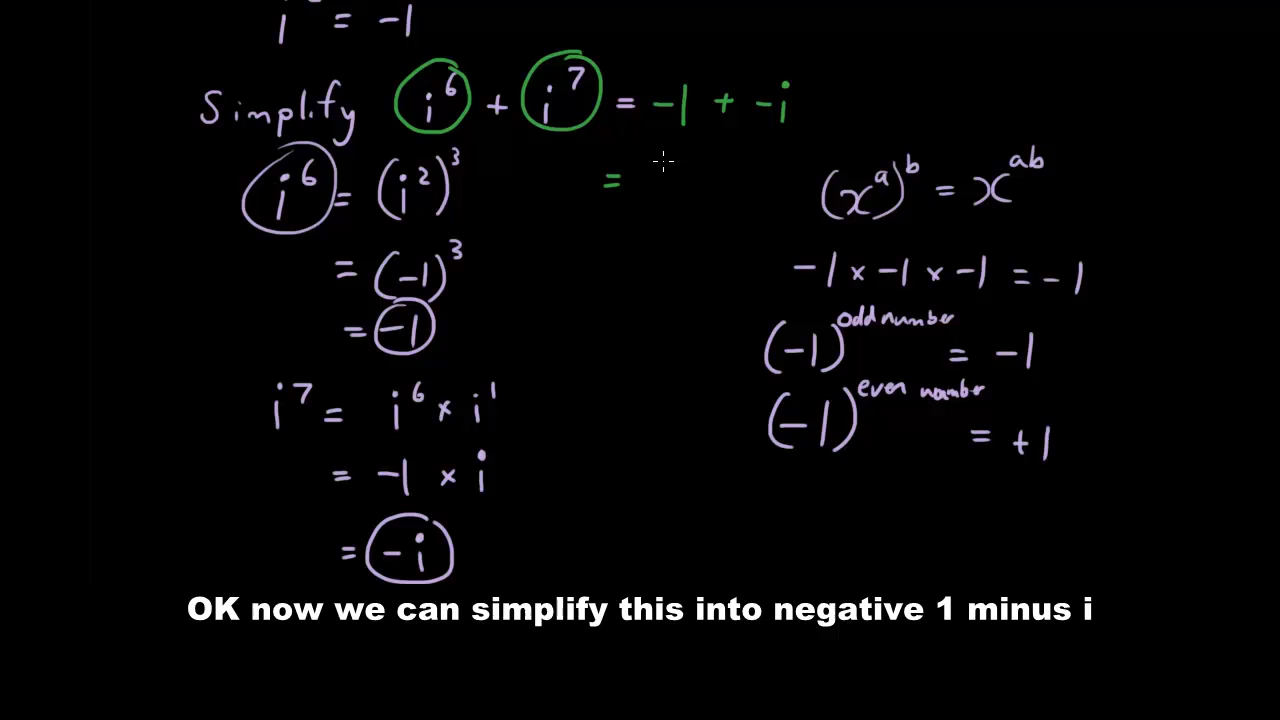 i² = -1
Simplify i⁶ + i⁷ = -1 + -i
i⁶ = (i²)³
=
= (-1)³
= -1
i⁷ = i⁶ × i¹
= -1 × i
= -i
(xᵃ)ᵇ = xᵃᵇ
-1 × -1 × -1 = -1
(-1)^odd number = -1
(-1)^even number = +1
OK now we can simplify this into negative 1 minus i